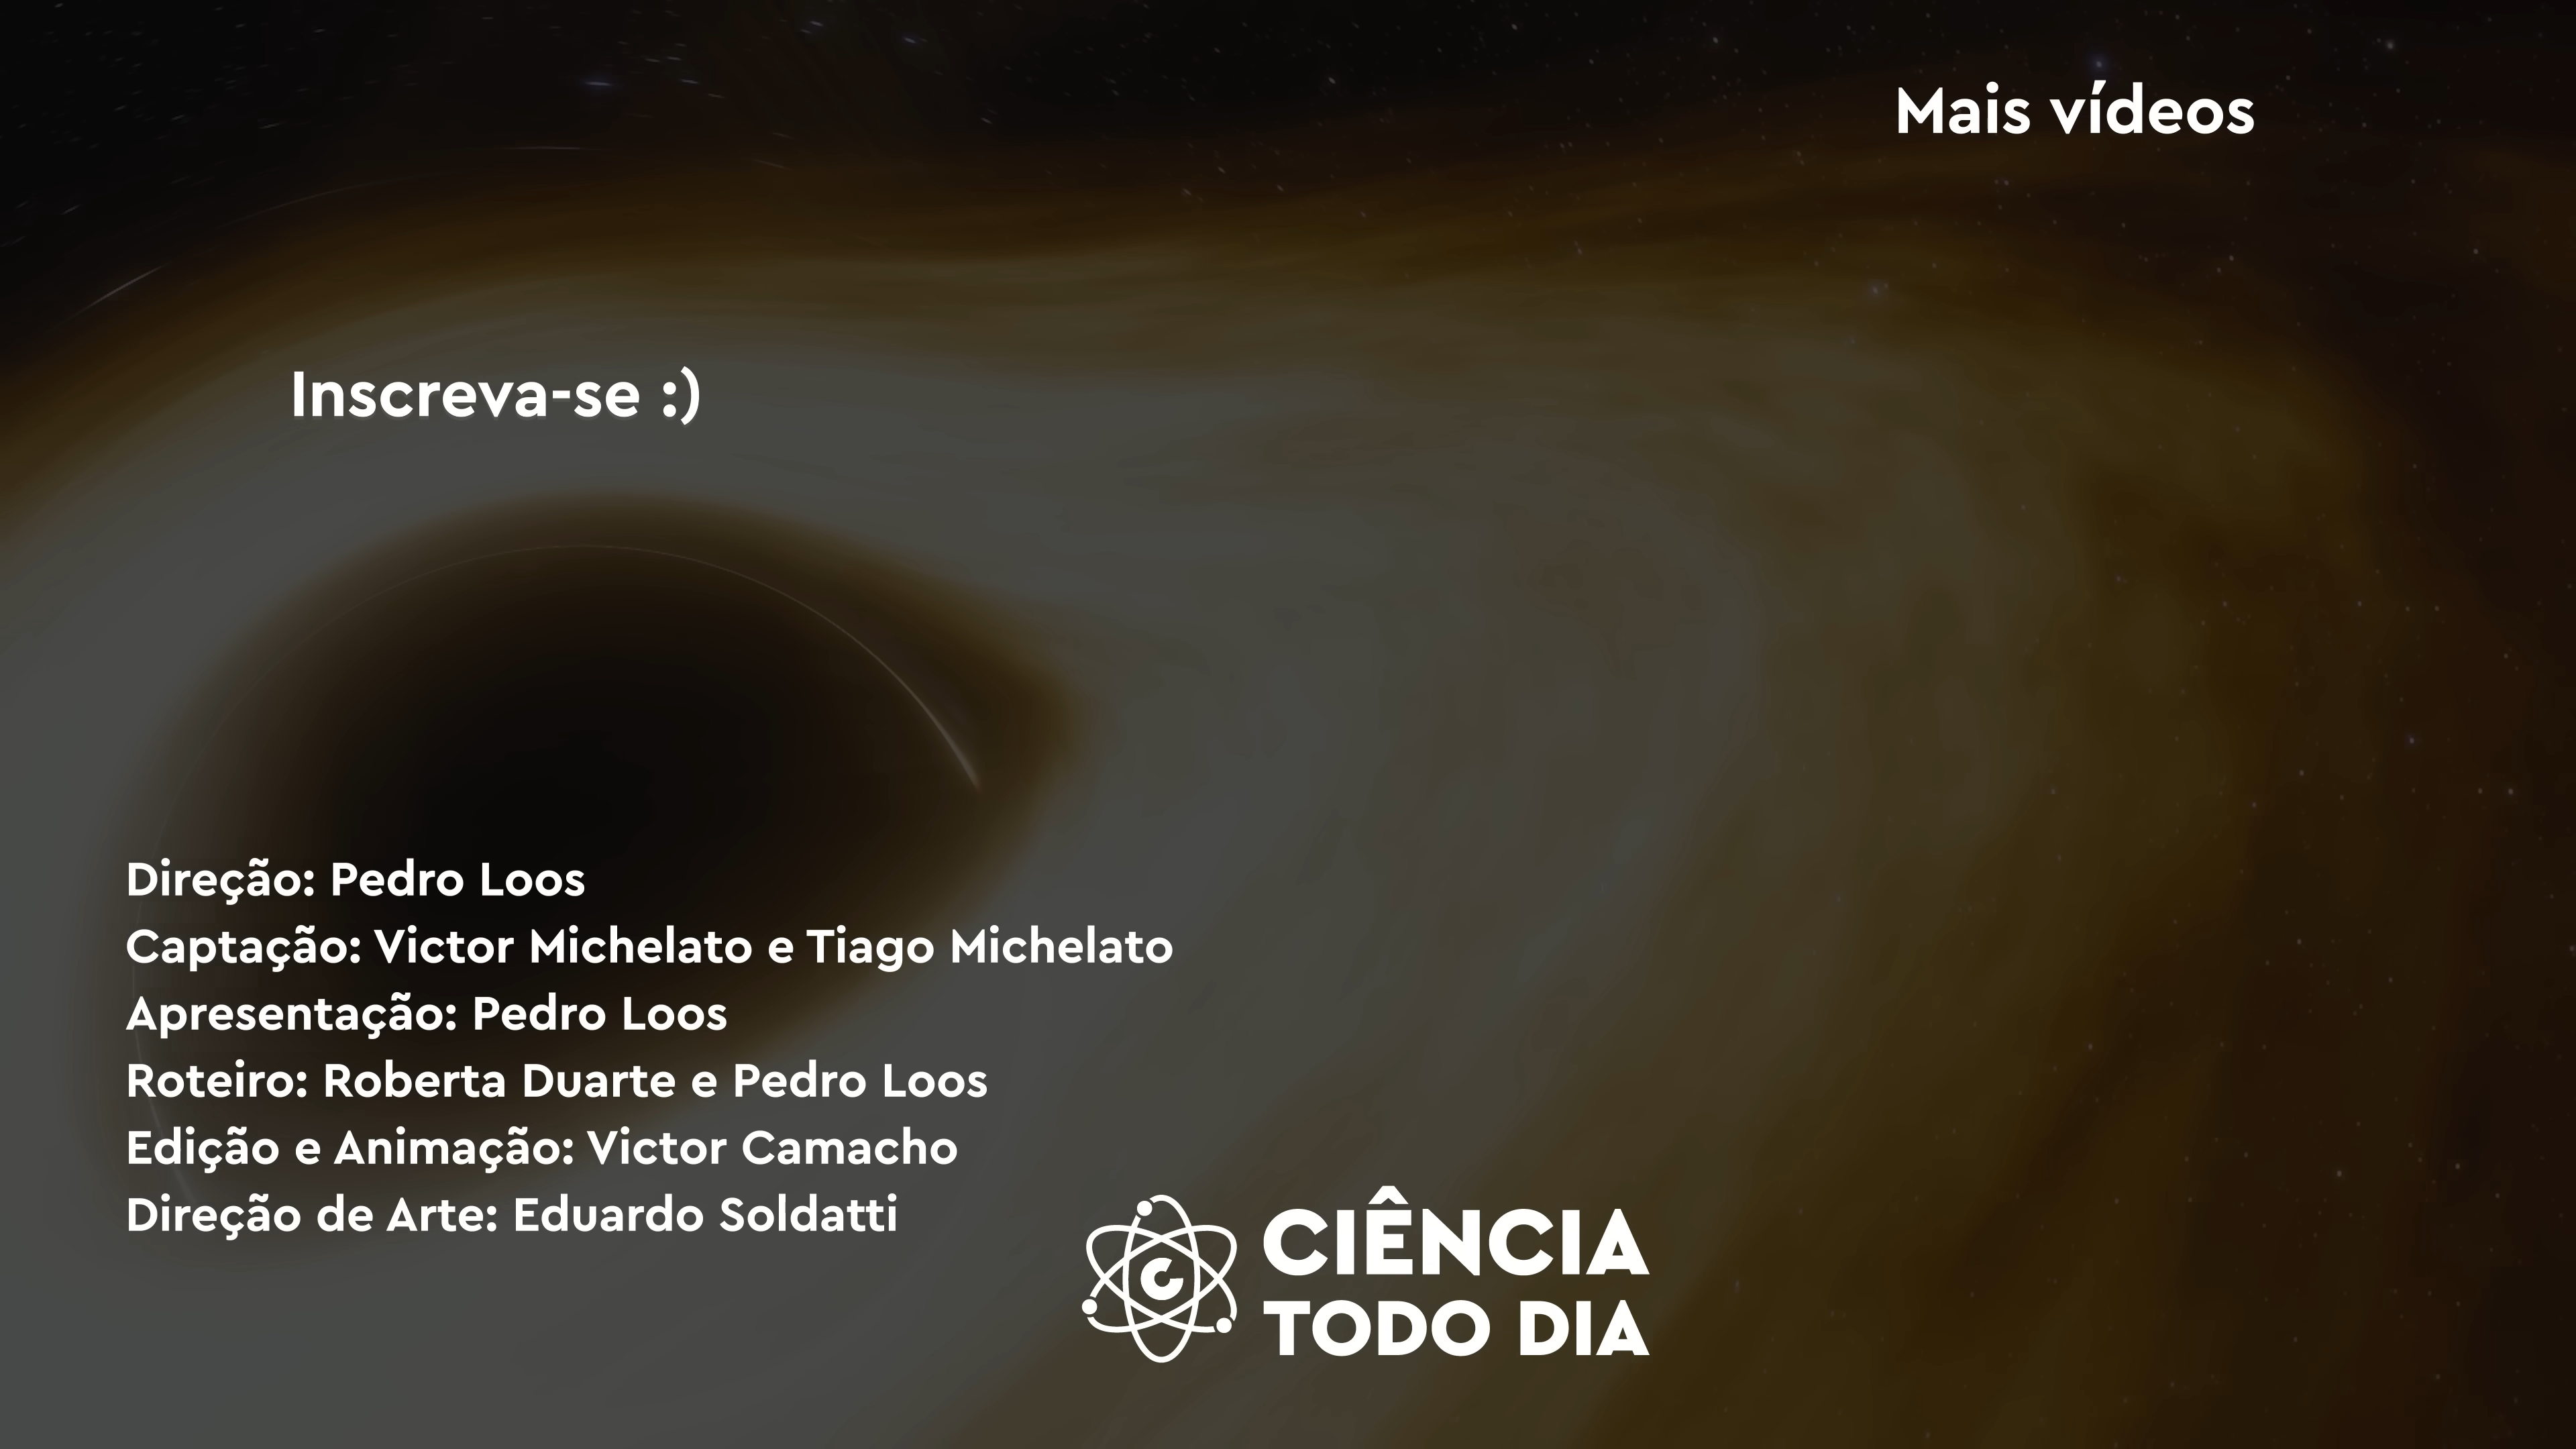 Mais vídeos
Inscreva-se :)
Direção: Pedro Loos
Captação: Victor Michelato e Tiago Michelato
Apresentação: Pedro Loos
Roteiro: Roberta Duarte e Pedro Loos
Edição e Animação: Victor Camacho
Direção de Arte: Eduardo Soldatti
CIÊNCIA
TODO DIA